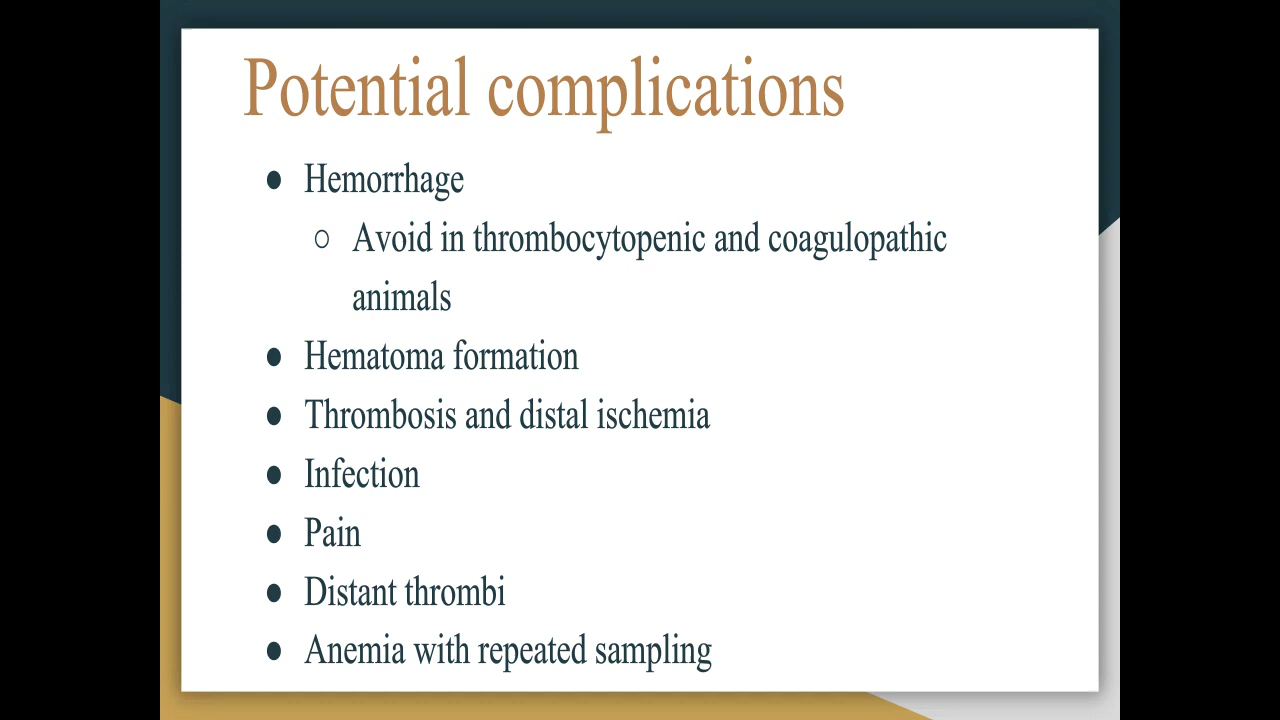 Potential complications
● Hemorrhage
○ Avoid in thrombocytopenic and coagulopathic
animals
● Hematoma formation
● Thrombosis and distal ischemia
● Infection
● Pain
● Distant thrombi
● Anemia with repeated sampling